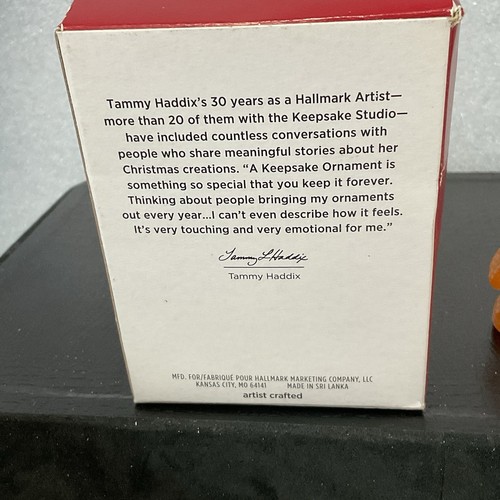 Tammy Haddix's 30 years as a Hallmark Artist—
more than 20 of them with the Keepsake Studio—
have included countless conversations with
people who share meaningful stories about her
Christmas creations. “A Keepsake Ornament is
something so special that you keep it forever.
Thinking about people bringing my ornaments
out every year...I can't even describe how it feels.
It's very touching and very emotional for me.”
Tammy L Haddix
Tammy Haddix
MFD. FOR/FABRIQUÉ POUR HALLMARK MARKETING COMPANY, LLC
KANSAS CITY, MO 64141 MADE IN SRI LANKA
artist crafted